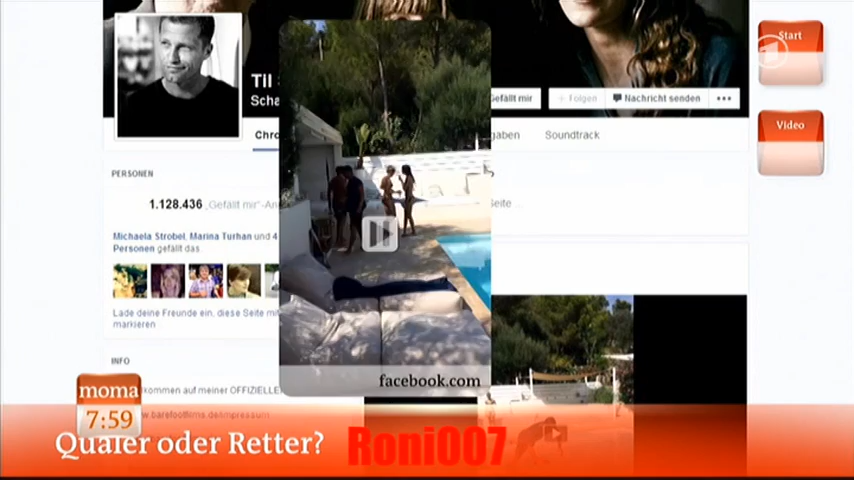 Start
Til
Scha
Gefällt mir
Folgen
Nachricht senden
•••
Chro
gaben
Soundtrack
Video
PERSONEN
1.128.436 „Gefällt mir“-An
Seite ...
Michaela Strobel, Marina Turhan und 4
Personen gefällt das.
Lade deine Freunde ein, diese Seite mit
markieren
INFO
facebook.com
lkommen auf meiner OFFIZIELLE
www.barefootfilms.de/impressum
moma
7:59
Quäler oder Retter?
Roni007